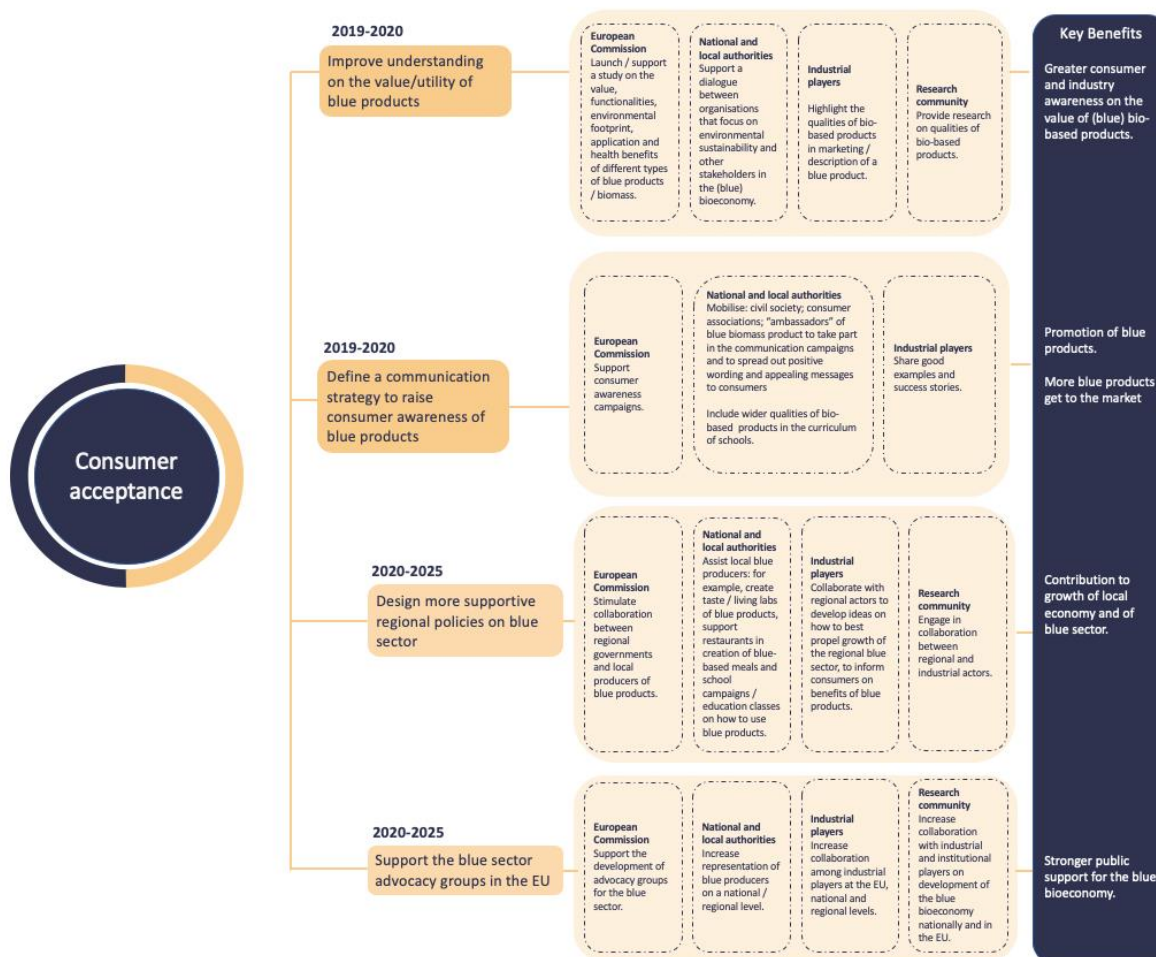 Consumer
acceptance
2019-2020
Improve understanding
on the value/utility of
blue products
European
Commission
Launch / support
a study on the
value,
functionalities,
environmental
footprint,
application and
health benefits
of different types
of blue products
/ biomass.
National and
local authorities
Support a
dialogue
between
organisations
that focus on
environmental
sustainability and
other
stakeholders in
the (blue)
bioeconomy.
Industrial
players
Highlight the
qualities of bio-
based products
in marketing /
description of a
blue product.
Research
community
Provide research
on qualities of
bio-based
products.
Key Benefits
Greater consumer
and industry
awareness on the
value of (blue) bio-
based products.
2019-2020
Define a communication
strategy to raise
consumer awareness of
blue products
European
Commission
Support
consumer
awareness
campaigns.
National and local authorities
Mobilise: civil society; consumer
associations; “ambassadors” of
blue biomass product to take part
in the communication campaigns
and to spread out positive
wording and appealing messages
to consumers
Include wider qualities of bio-
based products in the curriculum
of schools.
Industrial players
Share good
examples and
success stories.
Promotion of blue
products.
More blue products
get to the market
2020-2025
Design more supportive
regional policies on blue
sector
European
Commission
Stimulate
collaboration
between
regional
governments
and local
producers of
blue products.
National and
local authorities
Assist local blue
producers: for
example, create
taste / living labs
of blue products,
support
restaurants in
creation of blue-
based meals and
school
campaigns /
education classes
on how to use
blue products.
Industrial
players
Collaborate with
regional actors to
develop ideas on
how to best
propel growth of
the regional blue
sector, to inform
consumers on
benefits of blue
products.
Research
community
Engage in
collaboration
between
regional and
industrial actors.
Contribution to
growth of local
economy and of
blue sector.
2020-2025
Support the blue sector
advocacy groups in the EU
European
Commission
Support the
development of
advocacy groups
for the blue
sector.
National and
local authorities
Increase
representation of
blue producers
on a national /
regional level.
Industrial
players
Increase
collaboration
among industrial
players at the EU,
national and
regional levels.
Research
community
Increase
collaboration
with industrial
and institutional
players on
development of
the blue
bioeconomy
nationally and in
the EU.
Stronger public
support for the blue
bioeconomy.